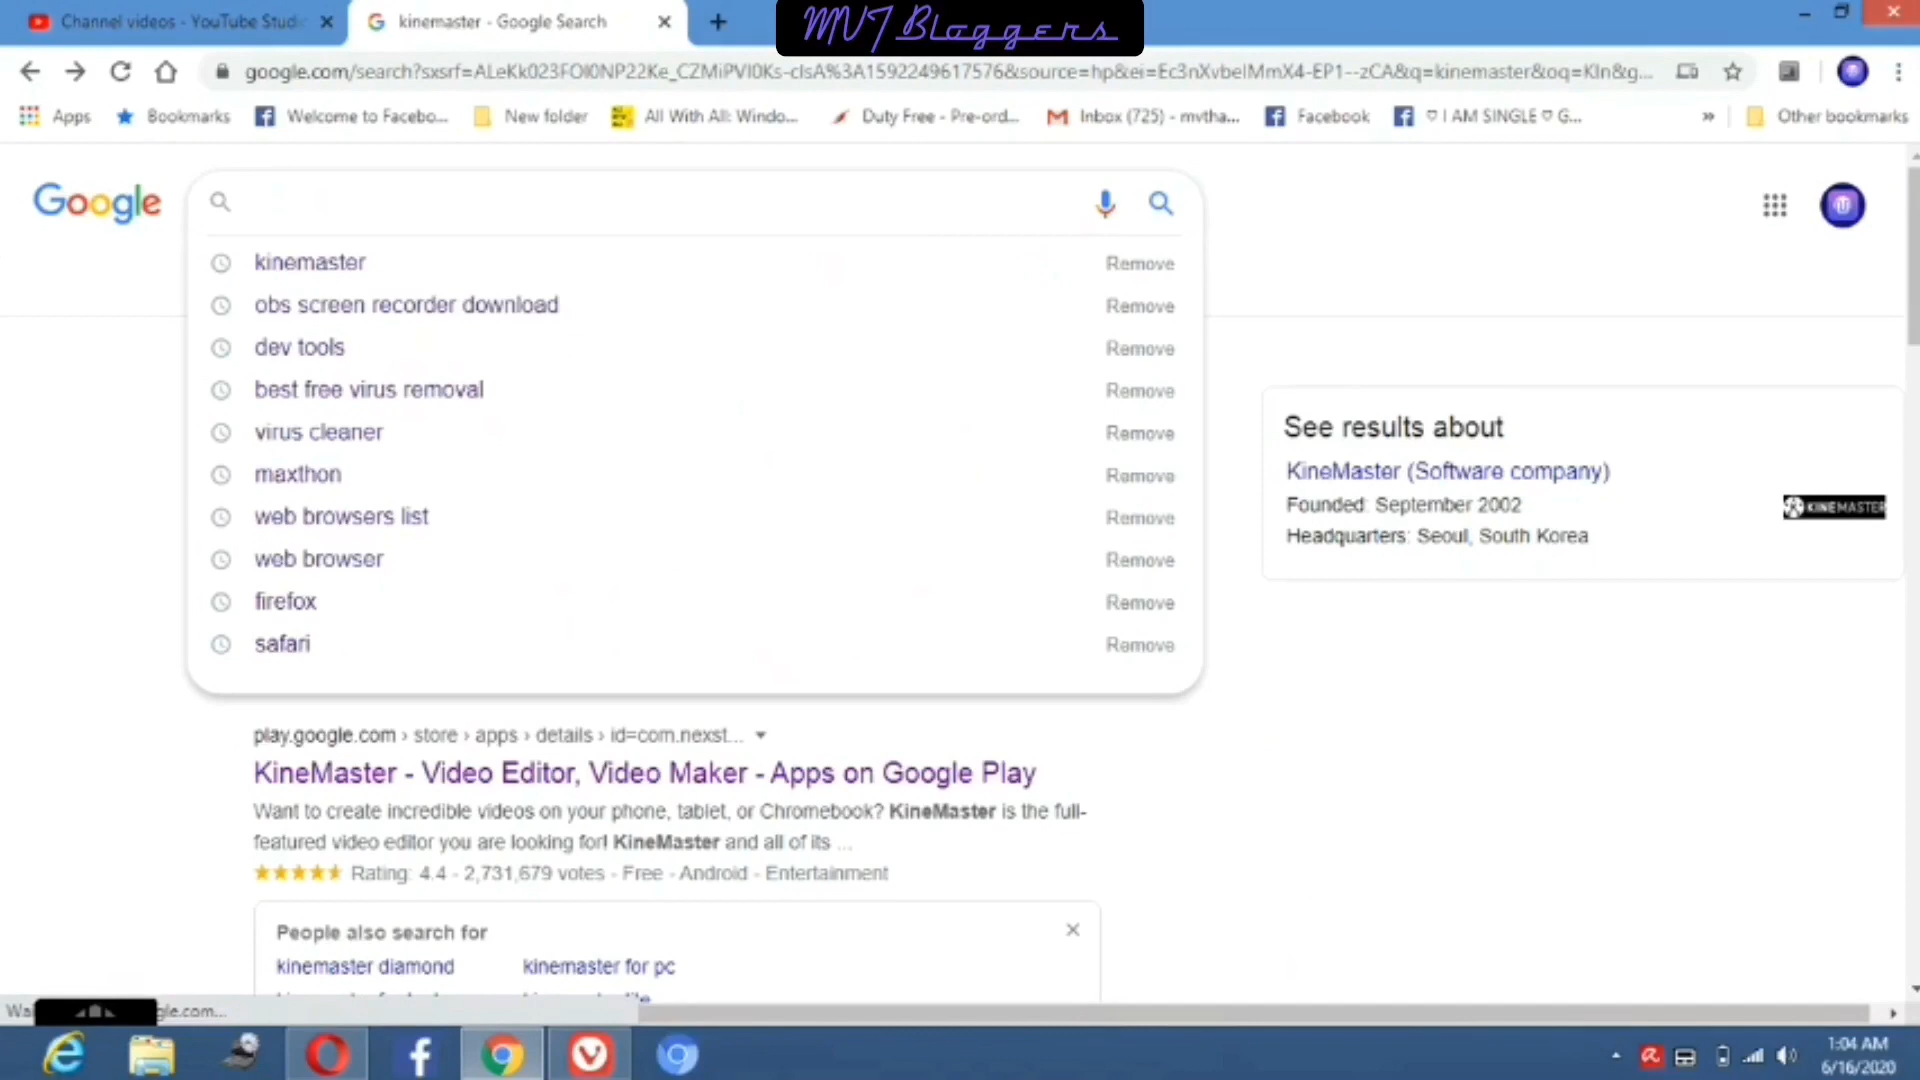 Channel videos - YouTube Studi
kinemaster - Google Search
MVT Bloggers
google.com/search?sxsrf=ALeKk023FOl0NP22Ke_CZMiPVI0Ks-clsA%3A1592249617576&source=hp&ei=Ec3nXvbeIMmX4-EP1--zCA&q=kinemaster&oq=KIn&g...
Apps
Bookmarks
Welcome to Facebo...
New folder
All With All: Windo...
Duty Free - Pre-ord...
Inbox (725) - mvtha...
Facebook
♡ I AM SINGLE ♡ G...
»
Other bookmarks
Google
kinemaster Remove
obs screen recorder download Remove
dev tools Remove
best free virus removal Remove
virus cleaner Remove
maxthon Remove
web browsers list Remove
web browser Remove
firefox Remove
safari Remove
See results about
KineMaster (Software company)
Founded: September 2002
Headquarters: Seoul, South Korea
KINEMASTER
play.google.com › store › apps › details › id=com.nexst...
KineMaster - Video Editor, Video Maker - Apps on Google Play
Want to create incredible videos on your phone, tablet, or Chromebook? KineMaster is the full-
featured video editor you are looking for! KineMaster and all of its ...
Rating: 4.4 - 2,731,679 votes - Free - Android - Entertainment
People also search for
kinemaster diamond
kinemaster for pc
Wai
gle.com...
1:04 AM
6/16/2020